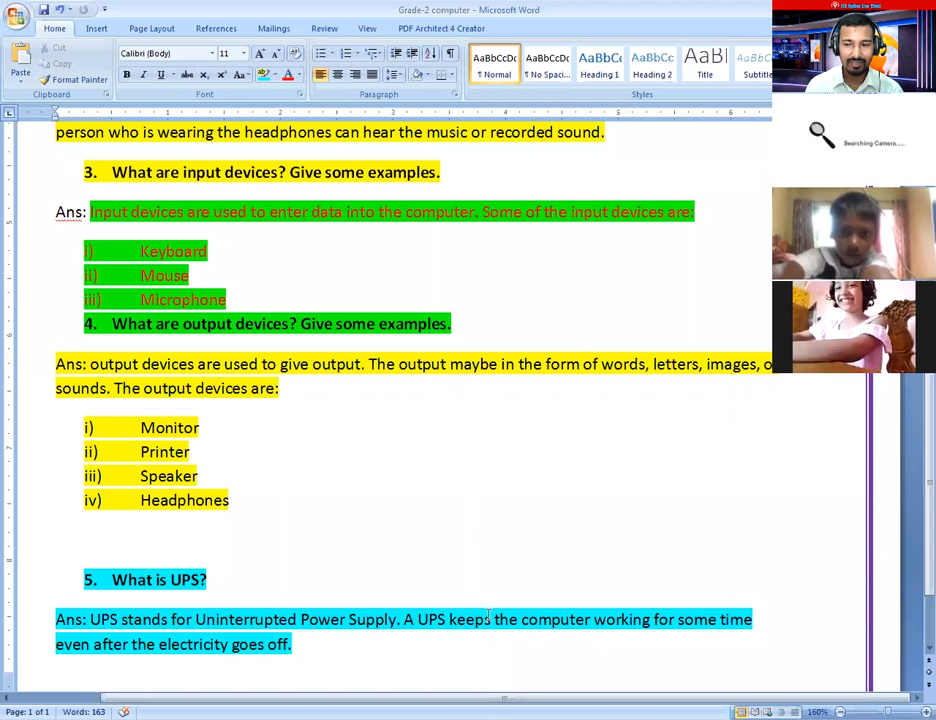 Grade-2 computer - Microsoft Word
Home Insert Page Layout References Mailings Review View PDF Architect 4 Creator
Paste
Cut
Copy
Format Painter
Calibri (Body) 11
AaBbCcDc AaBbCcDc AaBbCc AaBbCc AaBl
¶ Normal ¶ No Spaci... Heading 1 Heading 2 Title Subtitle
Clipboard Font Paragraph Styles
Searching Camera.....
person who is wearing the headphones can hear the music or recorded sound.
3. What are input devices? Give some examples.
Ans: Input devices are used to enter data into the computer. Some of the input devices are:
i) Keyboard
ii) Mouse
iii) Microphone
4. What are output devices? Give some examples.
Ans: output devices are used to give output. The output maybe in the form of words, letters, images, o
sounds. The output devices are:
i) Monitor
ii) Printer
iii) Speaker
iv) Headphones
5. What is UPS?
Ans: UPS stands for Uninterrupted Power Supply. A UPS keeps the computer working for some time
even after the electricity goes off.
Page: 1 of 1 Words: 163 160%